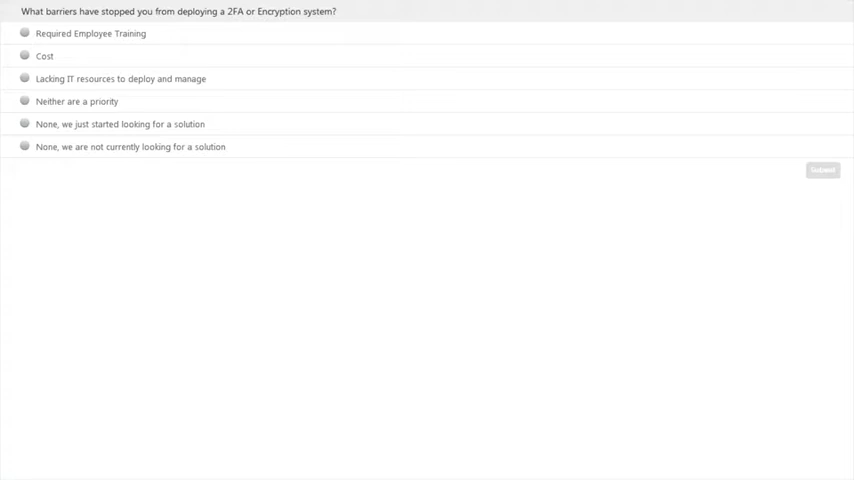 What barriers have stopped you from deploying a 2FA or Encryption system?
Required Employee Training
Cost
Lacking IT resources to deploy and manage
Neither are a priority
None, we just started looking for a solution
None, we are not currently looking for a solution
Submit